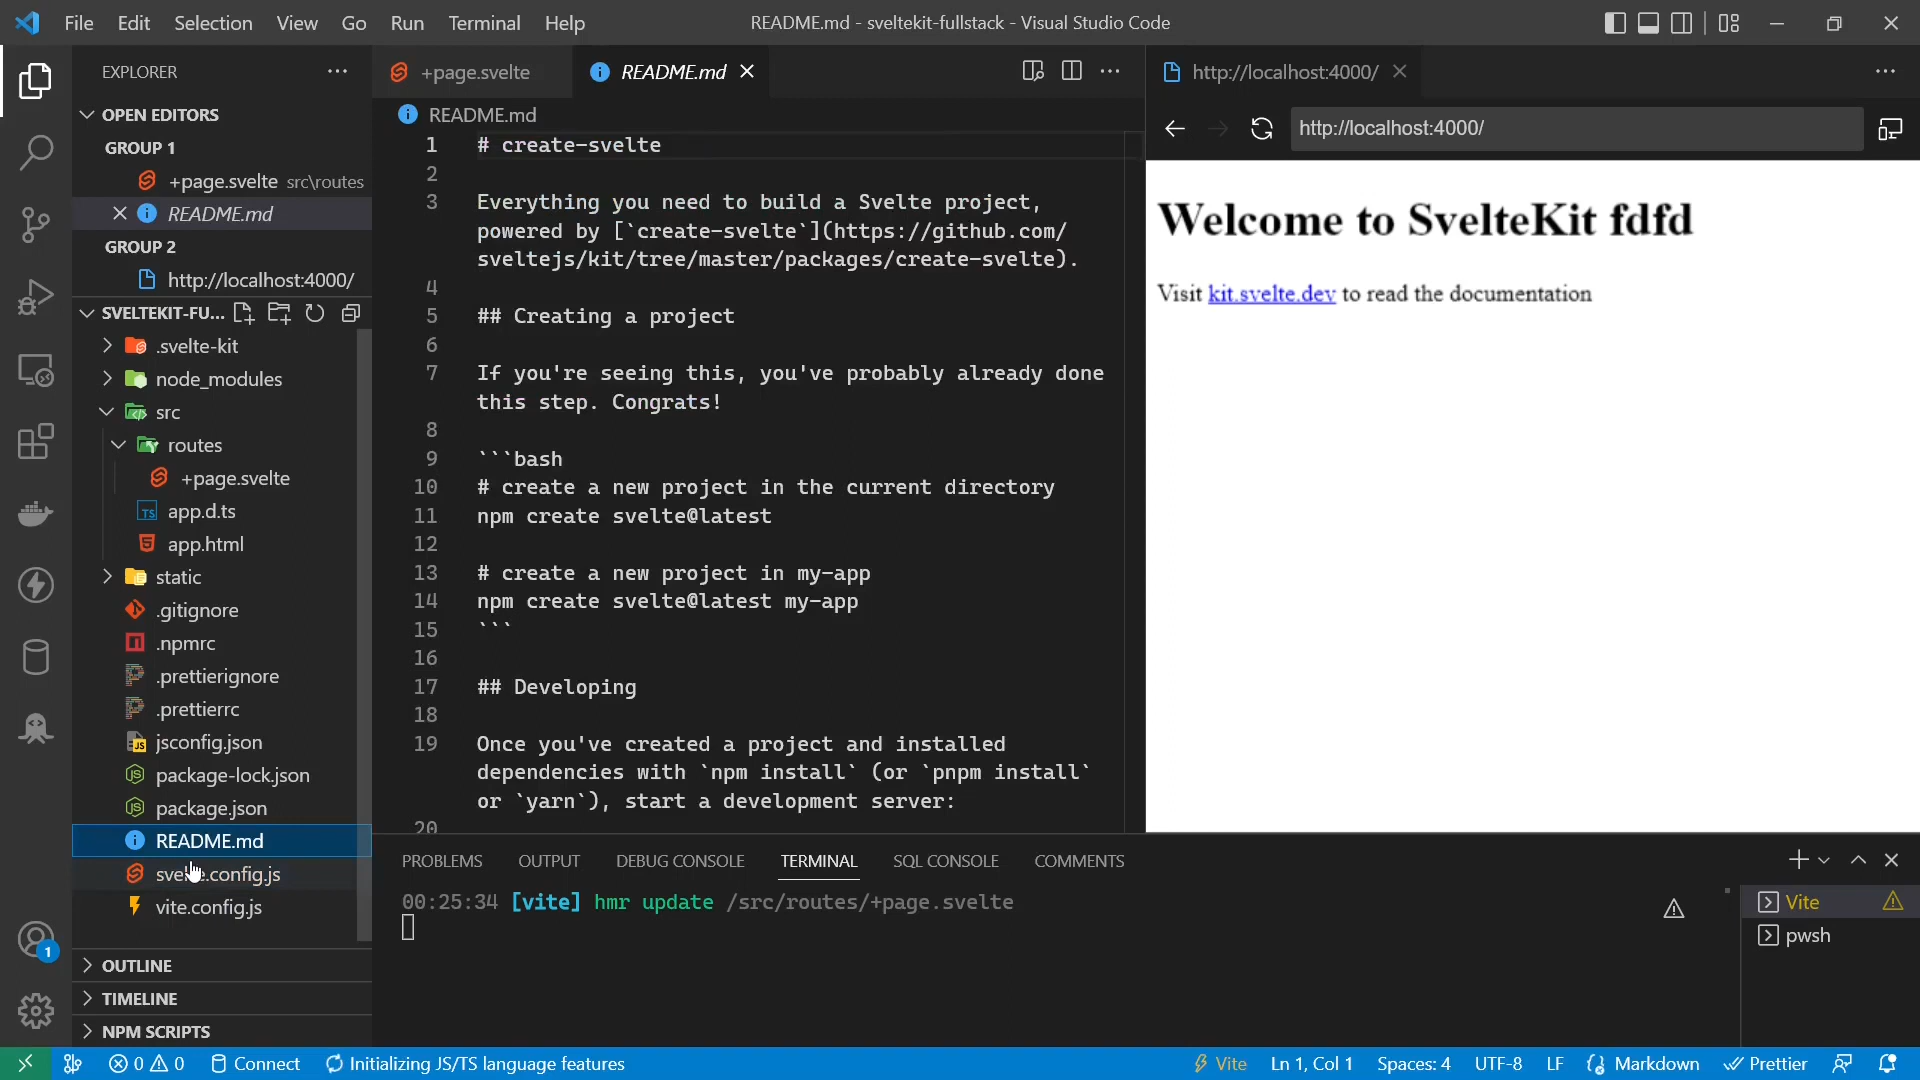 File Edit Selection View Go Run Terminal Help
README.md - sveltekit-fullstack - Visual Studio Code
EXPLORER
OPEN EDITORS
GROUP 1
+page.svelte src\routes
README.md
GROUP 2
http://localhost:4000/
SVELTEKIT-FU...
.svelte-kit
node_modules
src
routes
+page.svelte
app.d.ts
app.html
static
.gitignore
.npmrc
.prettierignore
.prettierrc
jsconfig.json
package-lock.json
package.json
README.md
svelte.config.js
vite.config.js
OUTLINE
TIMELINE
NPM SCRIPTS
+page.svelte
README.md
README.md
1 # create-svelte
2
3 Everything you need to build a Svelte project,
powered by [`create-svelte`](https://github.com/
sveltejs/kit/tree/master/packages/create-svelte).
4
5 ## Creating a project
6
7 If you're seeing this, you've probably already done
this step. Congrats!
8
9 ```bash
10 # create a new project in the current directory
11 npm create svelte@latest
12
13 # create a new project in my-app
14 npm create svelte@latest my-app
15 ```
16
17 ## Developing
18
19 Once you've created a project and installed
dependencies with `npm install` (or `pnpm install`
or `yarn`), start a development server:
20
http://localhost:4000/
http://localhost:4000/
Welcome to SvelteKit fdfd
Visit kit.svelte.dev to read the documentation
PROBLEMS OUTPUT DEBUG CONSOLE TERMINAL SQL CONSOLE COMMENTS
00:25:34 [vite] hmr update /src/routes/+page.svelte
Vite
pwsh
1
0 0 Connect Initializing JS/TS language features
Vite Ln 1, Col 1 Spaces: 4 UTF-8 LF Markdown Prettier